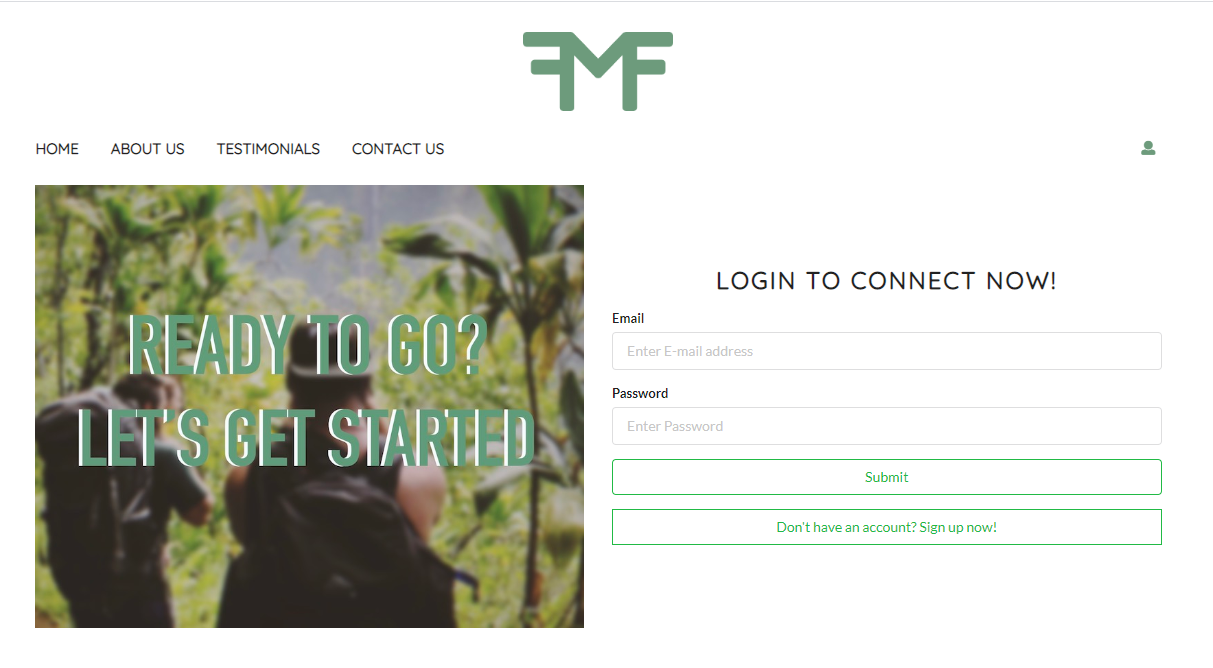 FMF
HOME ABOUT US TESTIMONIALS CONTACT US
READY TO GO?
LET'S GET STARTED
LOGIN TO CONNECT NOW!
Email
Enter E-mail address
Password
Enter Password
Submit
Don't have an account? Sign up now!